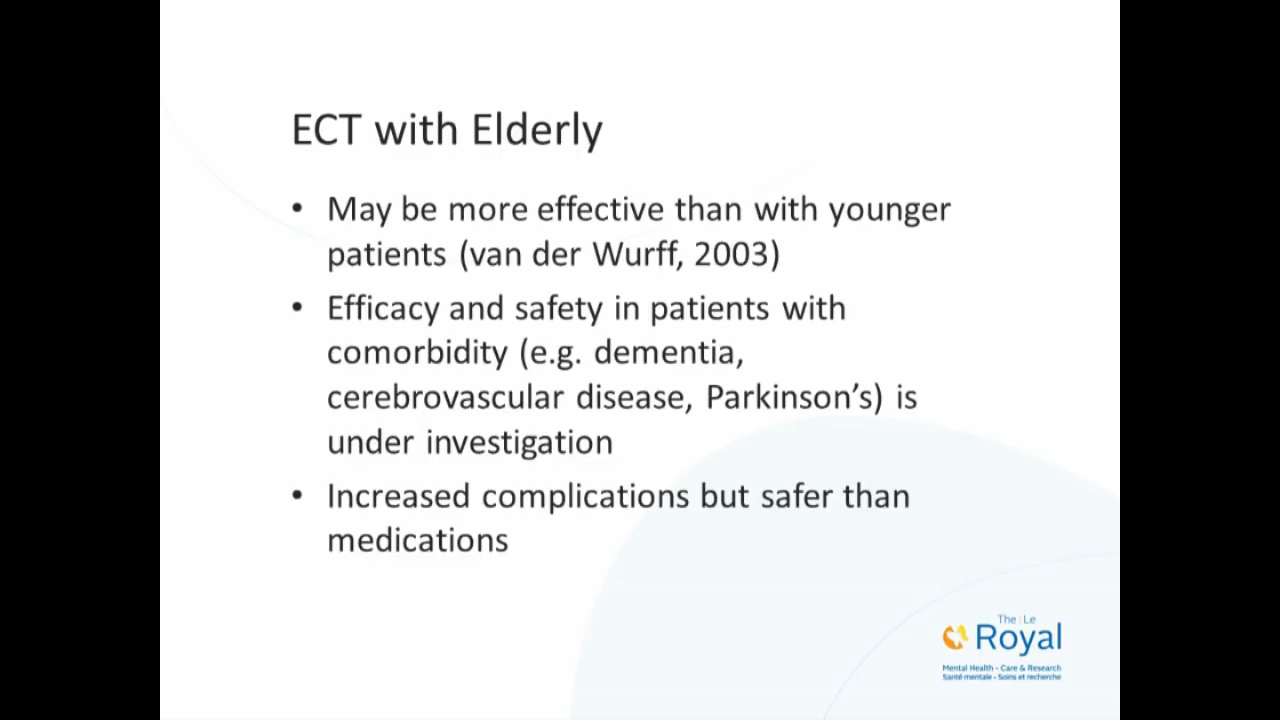 ECT with Elderly
• May be more effective than with younger
patients (van der Wurff, 2003)
• Efficacy and safety in patients with
comorbidity (e.g. dementia,
cerebrovascular disease, Parkinson’s) is
under investigation
• Increased complications but safer than
medications
The Le
Royal
Mental Health - Care & Research
Santé mentale - Soins et recherche